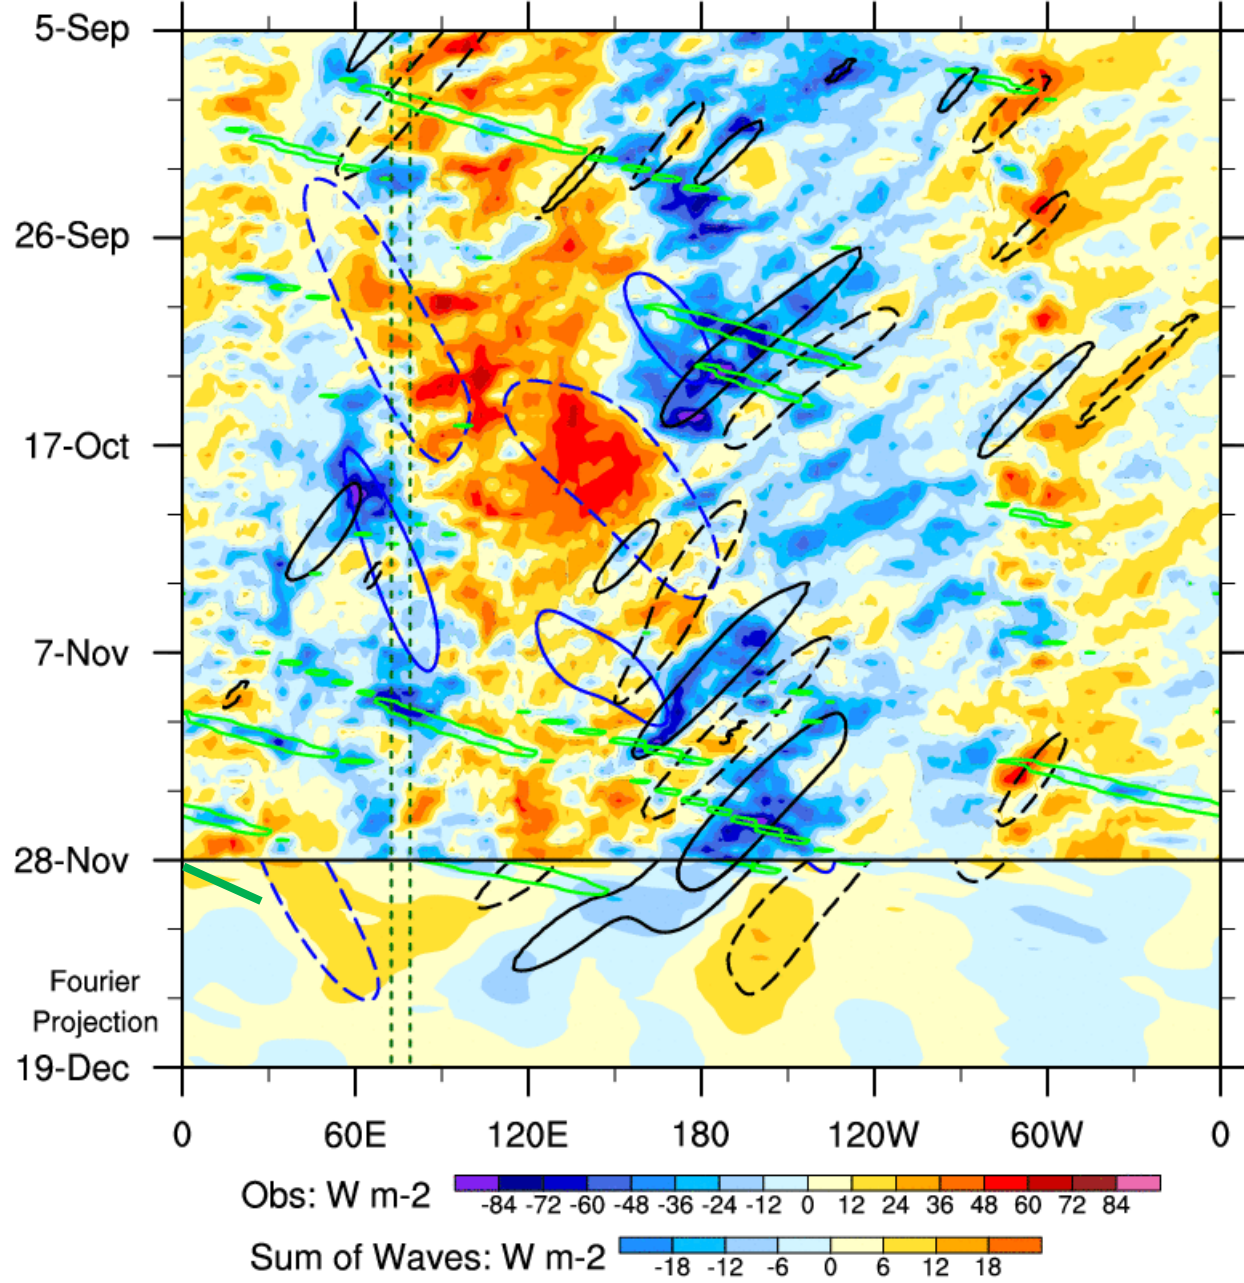 5-Sep
26-Sep
17-Oct
7-Nov
28-Nov
Fourier
Projection
19-Dec
0 60E 120E 180 120W 60W 0
Obs: W m-2
-84 -72 -60 -48 -36 -24 -12 0 12 24 36 48 60 72 84
Sum of Waves: W m-2
-18 -12 -6 0 6 12 18